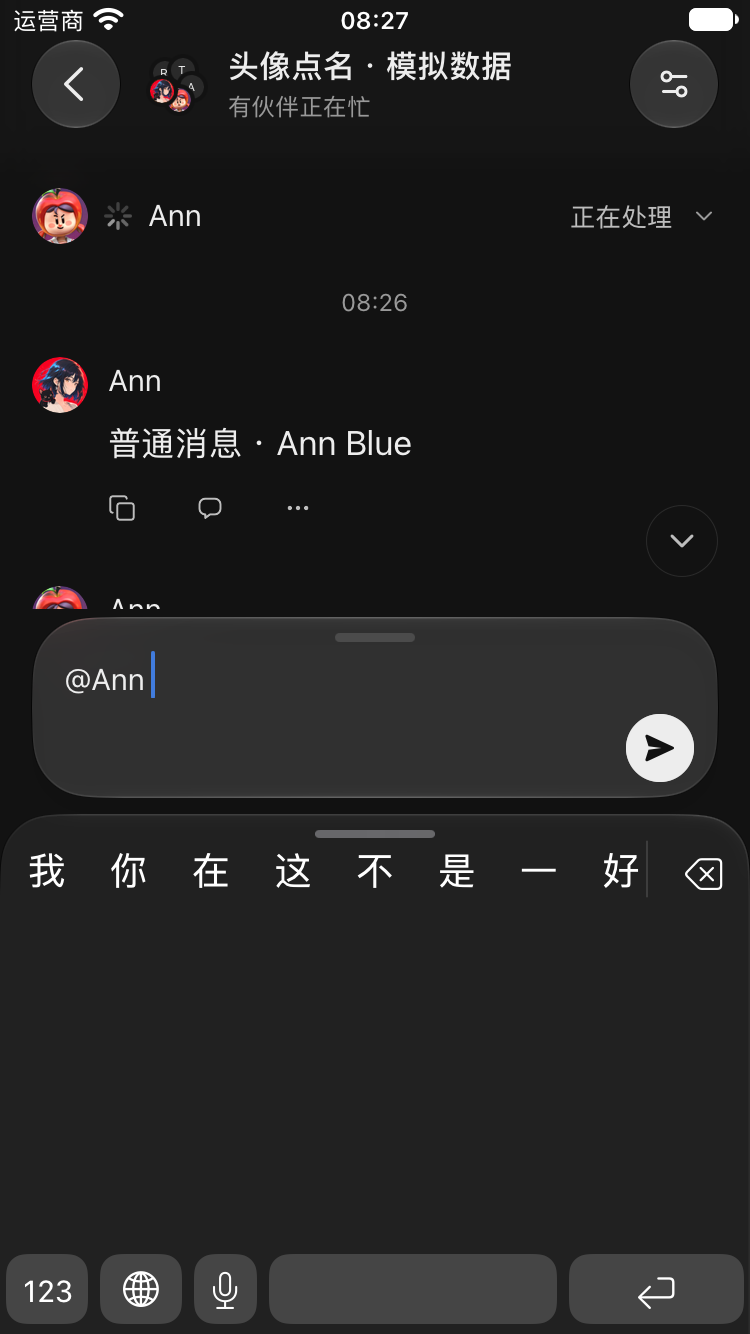 运营商
08:27
R
T
A
头像点名 · 模拟数据
有伙伴正在忙
Ann
正在处理
08:26
Ann
普通消息 · Ann Blue
Ann
@Ann
我 你 在 这 不 是 一 好
123